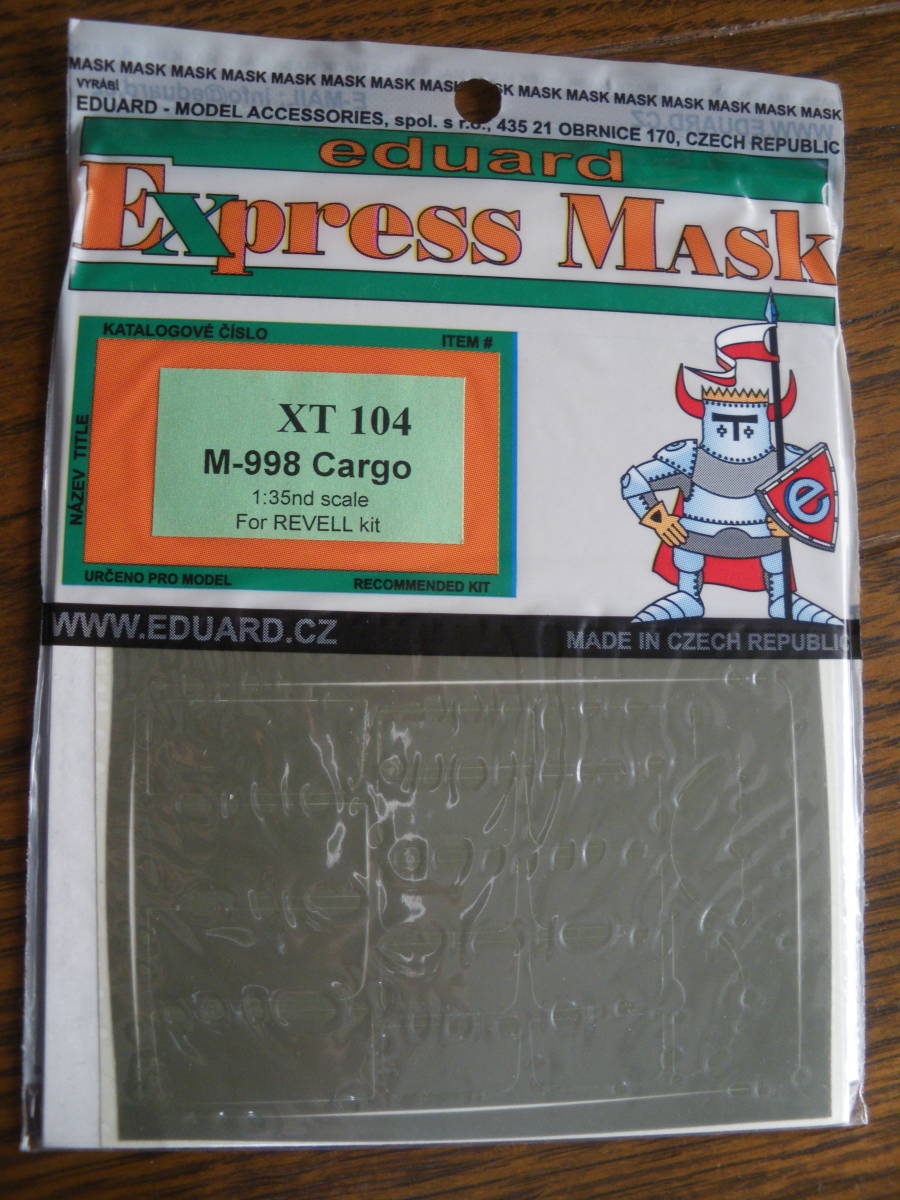 MASK MASK MASK MASK MASK MASK MASK MASK MASK MASK MASK MASK MASK MASK MASK
VYRÁBÍ
EDUARD - MODEL ACCESSORIES, spol. s r.o., 435 21 OBRNICE 170, CZECH REPUBLIC
eduard
Express Mask
KATALOGOVÉ ČÍSLO
ITEM #
NÁZEV TITLE
XT 104
M-998 Cargo
1:35nd scale
For REVELL kit
URČENO PRO MODEL
RECOMMENDED KIT
e
WWW.EDUARD.CZ
MADE IN CZECH REPUBLIC